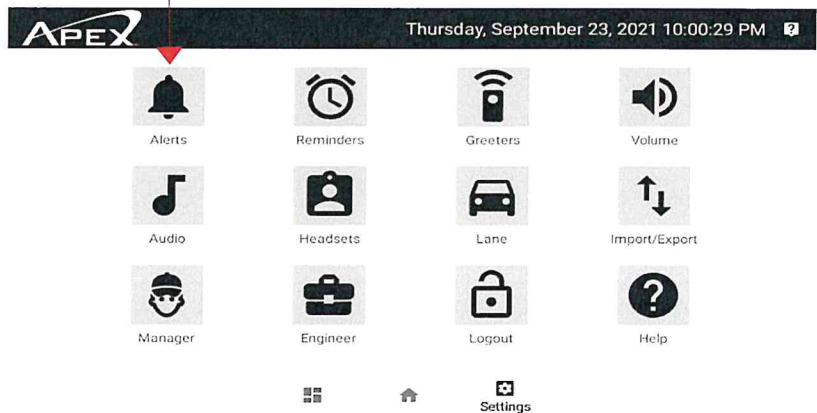 APEX
Thursday, September 23, 2021 10:00:29 PM ?
Alerts Reminders Greeters Volume
Audio Headsets Lane Import/Export
Manager Engineer Logout Help
?
Settings